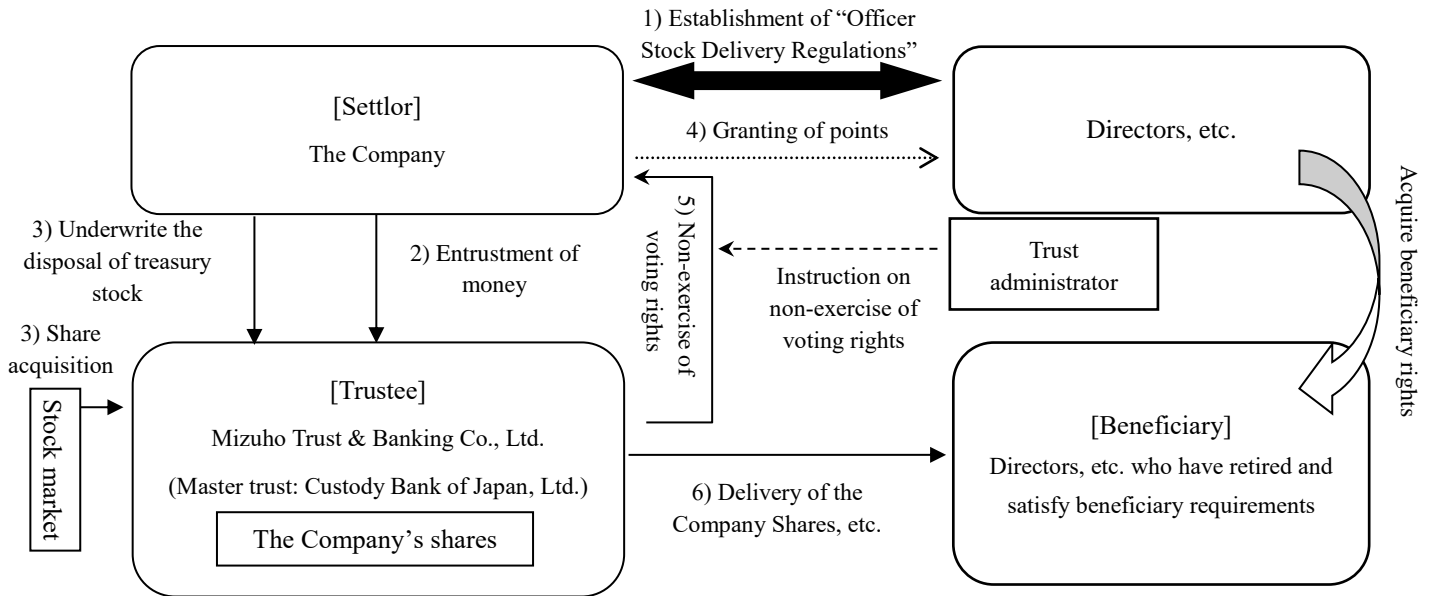 1) Establishment of “Officer
Stock Delivery Regulations”
[Settlor]
The Company
4) Granting of points
Directors, etc.
Acquire beneficiary rights
3) Underwrite the
disposal of treasury
stock
2) Entrustment of
money
5) Non-exercise of
voting rights
Instruction on
non-exercise of
voting rights
Trust
administrator
3) Share
acquisition
Stock market
[Trustee]
Mizuho Trust & Banking Co., Ltd.
(Master trust: Custody Bank of Japan, Ltd.)
The Company’s shares
6) Delivery of the
Company Shares, etc.
[Beneficiary]
Directors, etc. who have retired and
satisfy beneficiary requirements